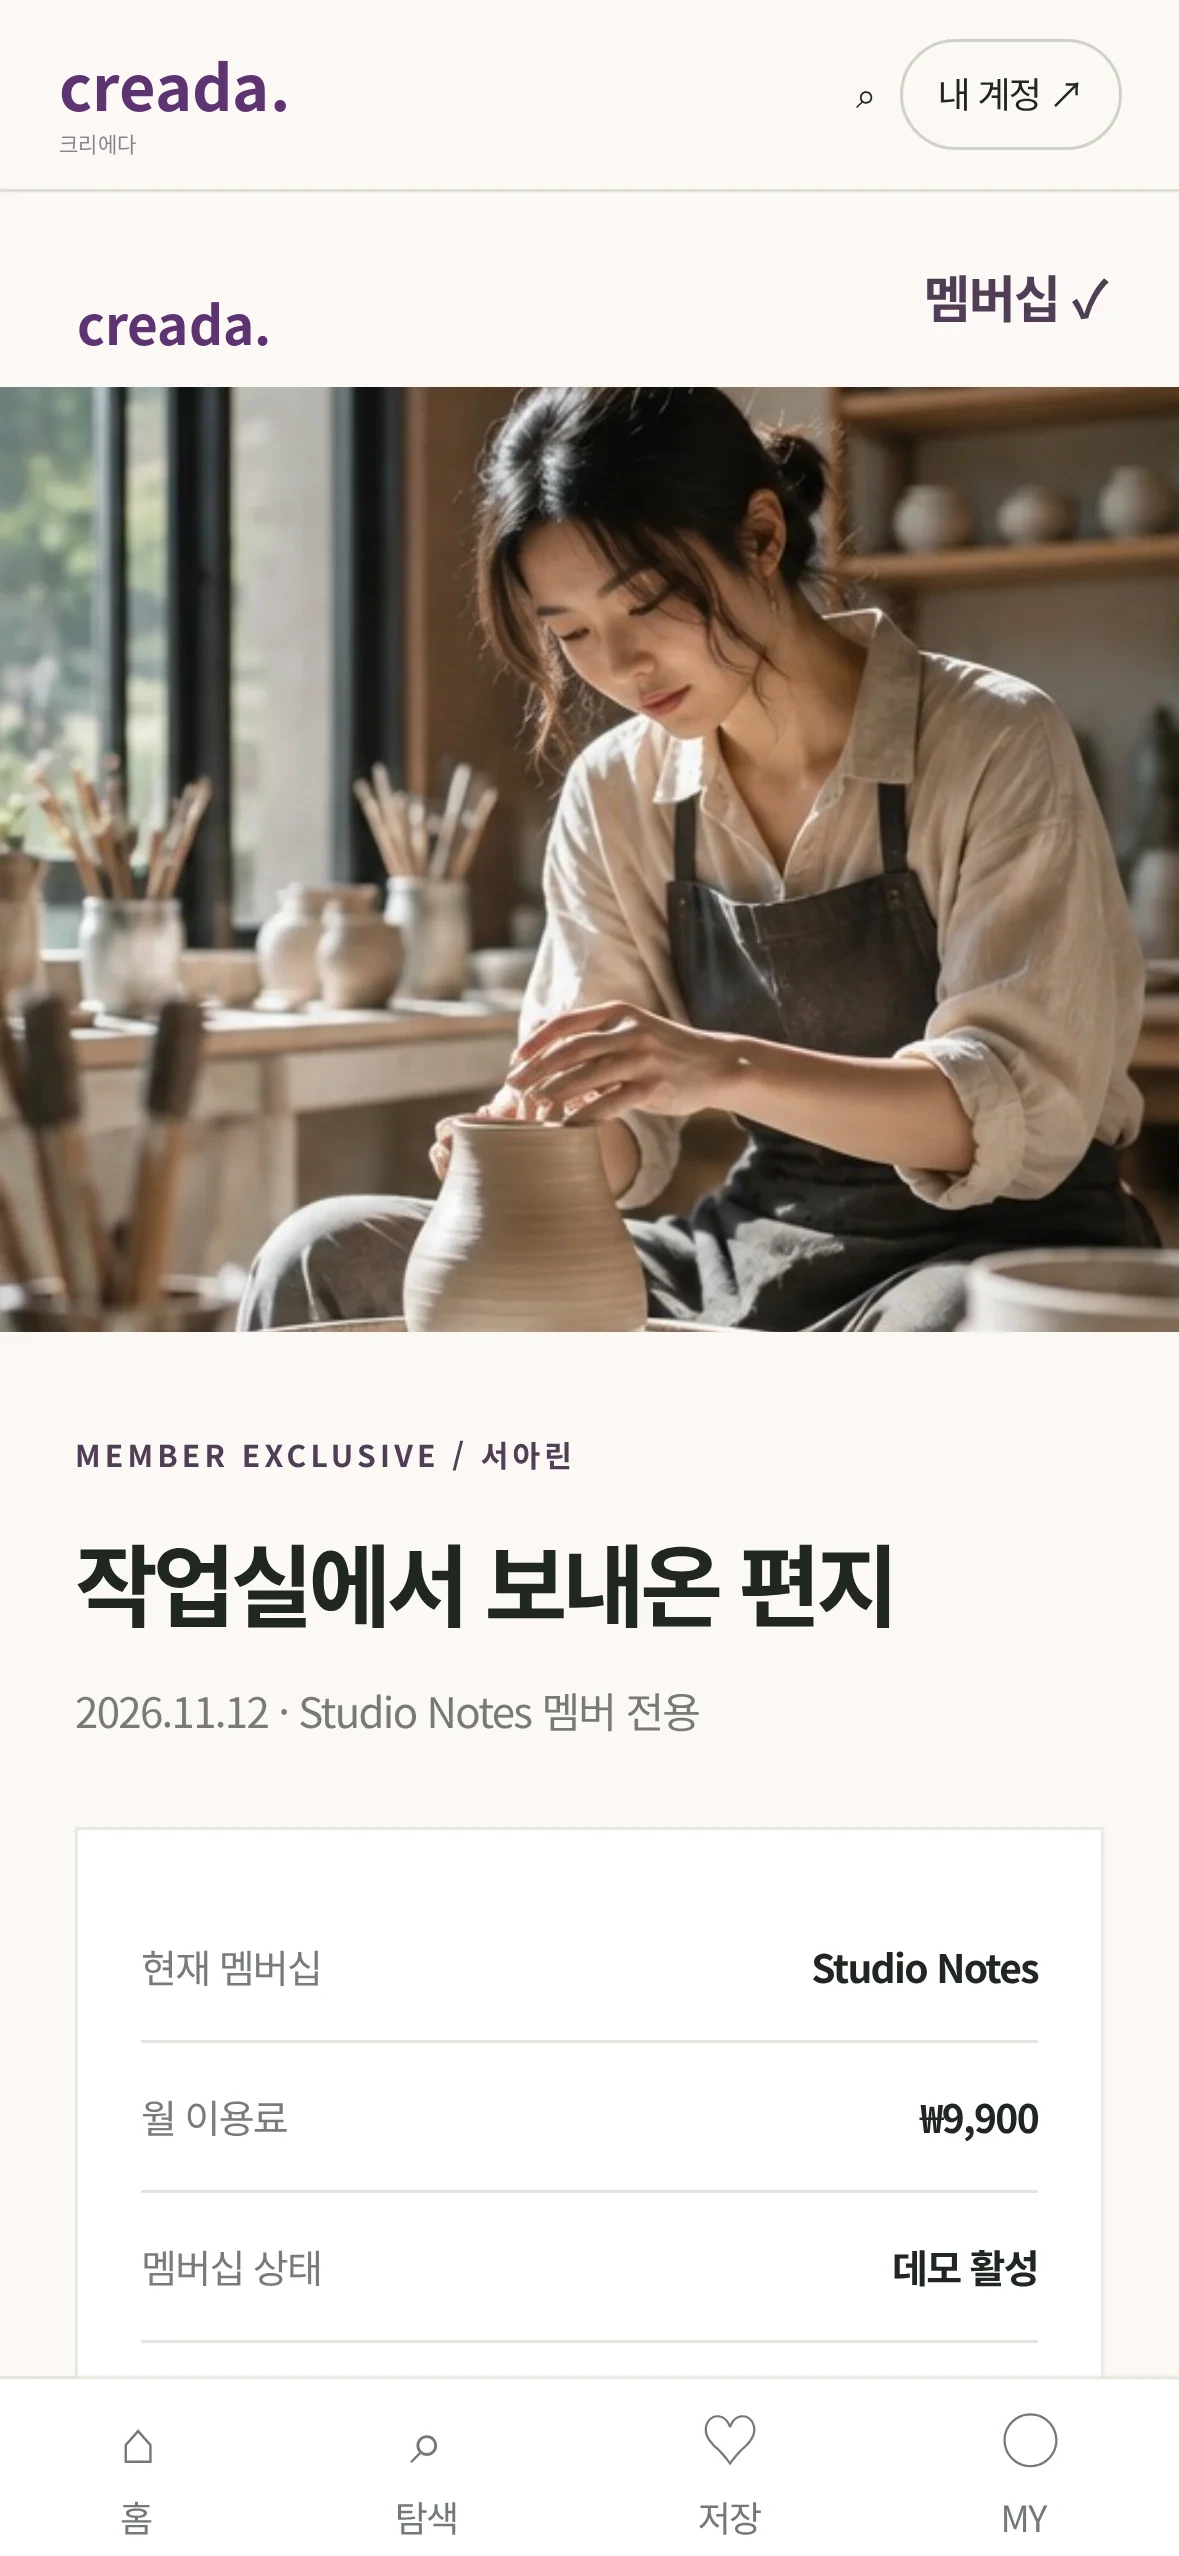 creada.
크리에다
내 계정 ↗
creada.
멤버십 ✓
MEMBER EXCLUSIVE / 서아린
작업실에서 보내온 편지
2026.11.12 · Studio Notes 멤버 전용
현재 멤버십 Studio Notes
월 이용료 ₩9,900
멤버십 상태 데모 활성
홈 탐색 저장 MY